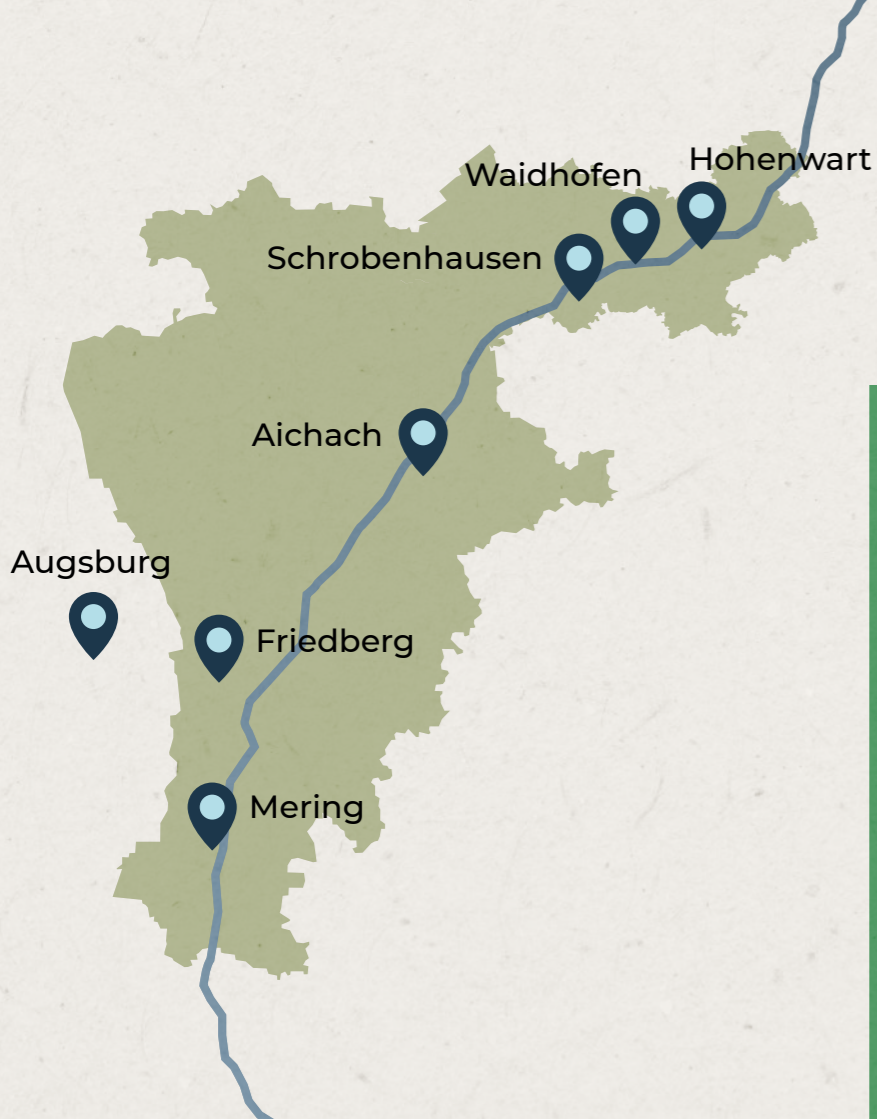 Hohenwart
Waidhofen
Schrobenhausen
Aichach
Augsburg
Friedberg
Mering